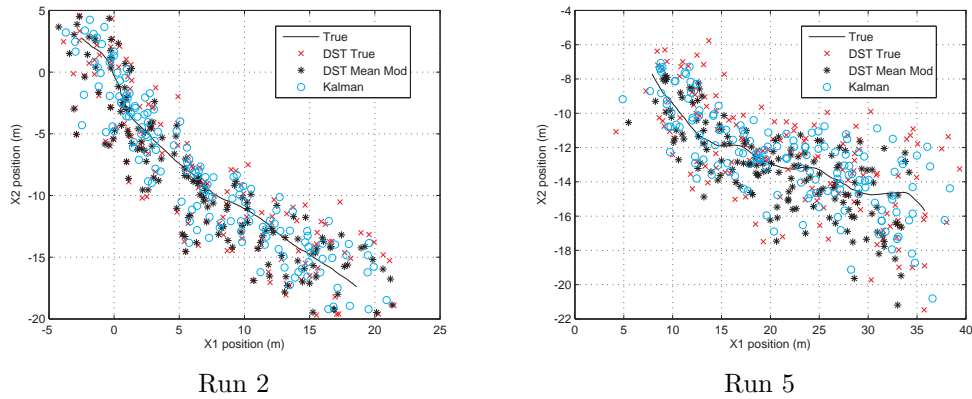 5
0
-5
-10
-15
-20
-5
0
5
10
15
20
25
X1 position (m)
X2 position (m)
True
DST True
DST Mean Mod
Kalman
Run 2
-4
-6
-8
-10
-12
-14
-16
-18
-20
-22
0
5
10
15
20
25
30
35
40
X1 position (m)
X2 position (m)
True
DST True
DST Mean Mod
Kalman
Run 5